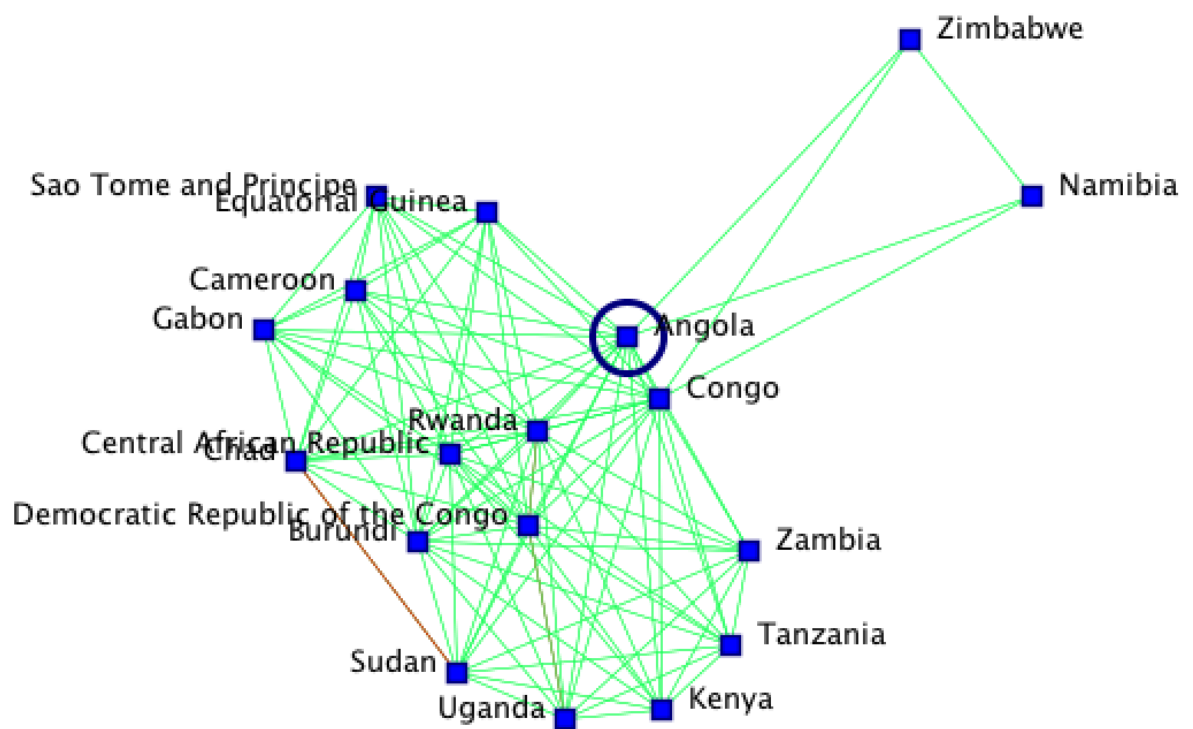 Zimbabwe
Sao Tome and Principe
Namibia
Equatorial Guinea
Cameroon
Gabon
Angola
Congo
Rwanda
Central African Republic
Chad
Democratic Republic of the Congo
Burundi
Zambia
Tanzania
Sudan
Kenya
Uganda